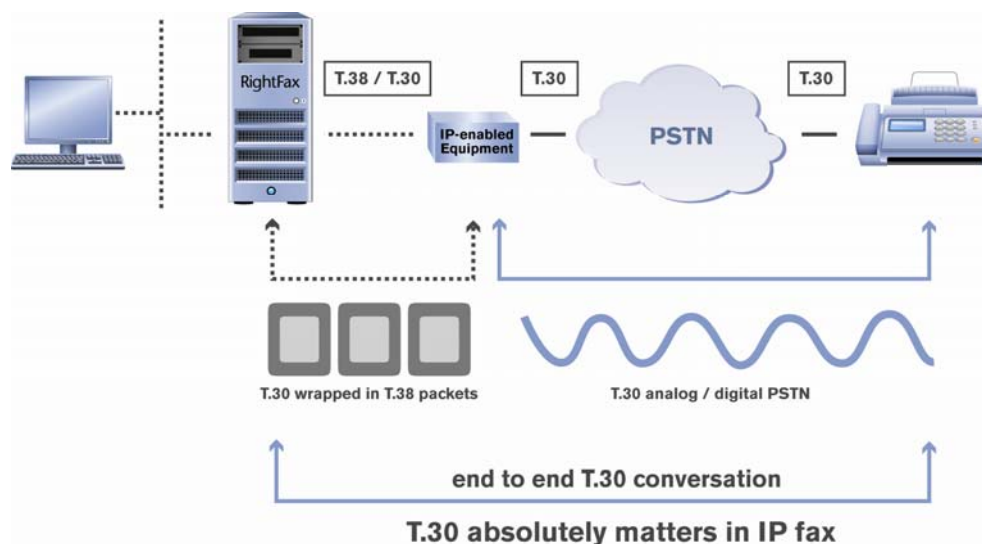 RightFax
T.38 / T.30
IP-enabled
Equipment
T.30
PSTN
T.30
T.30 wrapped in T.38 packets
T.30 analog / digital PSTN
end to end T.30 conversation
T.30 absolutely matters in IP fax